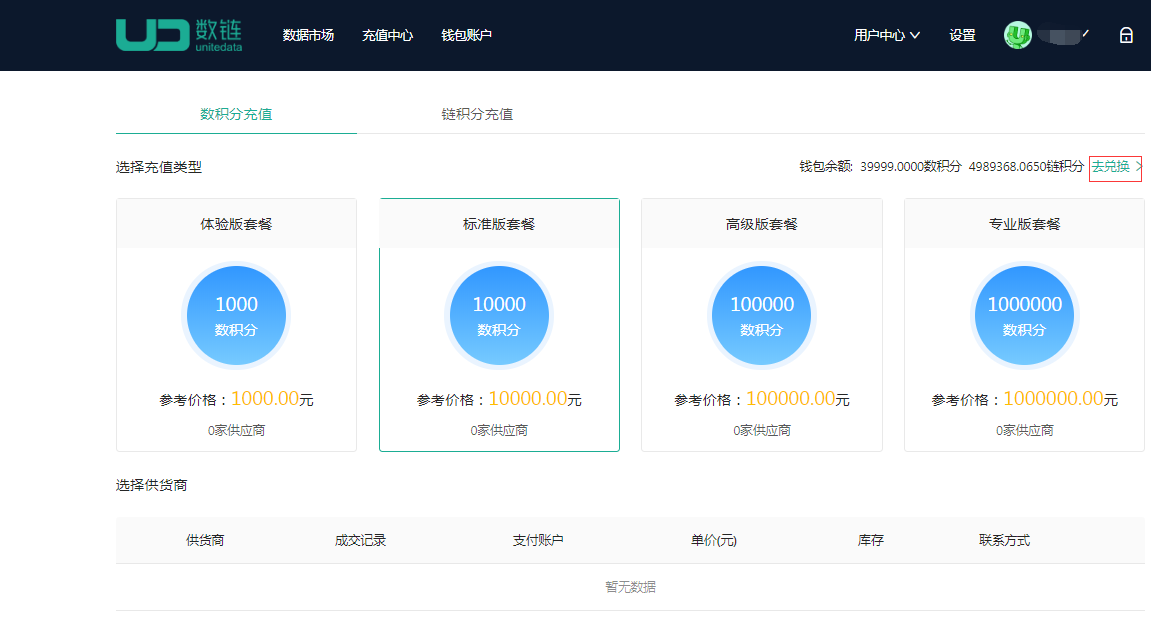 UD 数链 unitedata 数据市场 充值中心 钱包账户 用户中心 设置
数积分充值 链积分充值
选择充值类型 钱包余额: 39999.0000数积分 4989368.0650链积分 去兑换 >
体验版套餐 标准版套餐 高级版套餐 专业版套餐
1000 10000 100000 1000000
数积分 数积分 数积分 数积分
参考价格：1000.00元 参考价格：10000.00元 参考价格：100000.00元 参考价格：1000000.00元
0家供应商 0家供应商 0家供应商 0家供应商
选择供货商
供货商 成交记录 支付账户 单价(元) 库存 联系方式
暂无数据